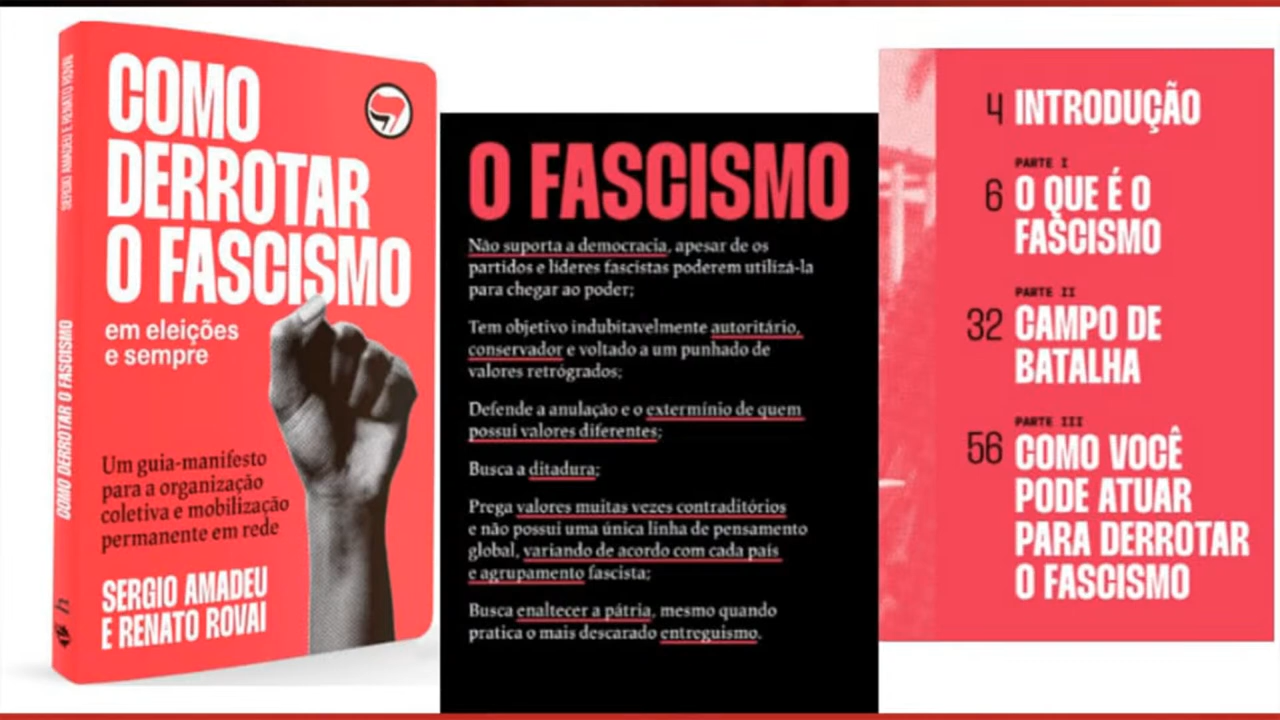 SERGIO AMADEU E RENATO ROVAI
COMO DERROTAR O FASCISMO
COMO
DERROTAR
O FASCISMO
em eleições
e sempre
Um guia-manifesto
para a organização
coletiva e mobilização
permanente em rede
SERGIO AMADEU
E RENATO ROVAI
O FASCISMO
Não suporta a democracia, apesar de os
partidos e líderes fascistas poderem utilizá-la
para chegar ao poder;
Tem objetivo indubitavelmente autoritário,
conservador e voltado a um punhado de
valores retrógrados;
Defende a anulação e o extermínio de quem
possui valores diferentes;
Busca a ditadura;
Prega valores muitas vezes contraditórios
e não possui uma única linha de pensamento
global, variando de acordo com cada país
e agrupamento fascista;
Busca enaltecer a pátria, mesmo quando
pratica o mais descarado entreguismo.
4 INTRODUÇÃO
PARTE I
6 O QUE É O
FASCISMO
PARTE II
32 CAMPO DE
BATALHA
PARTE III
56 COMO VOCÊ
PODE ATUAR
PARA DERROTAR
O FASCISMO